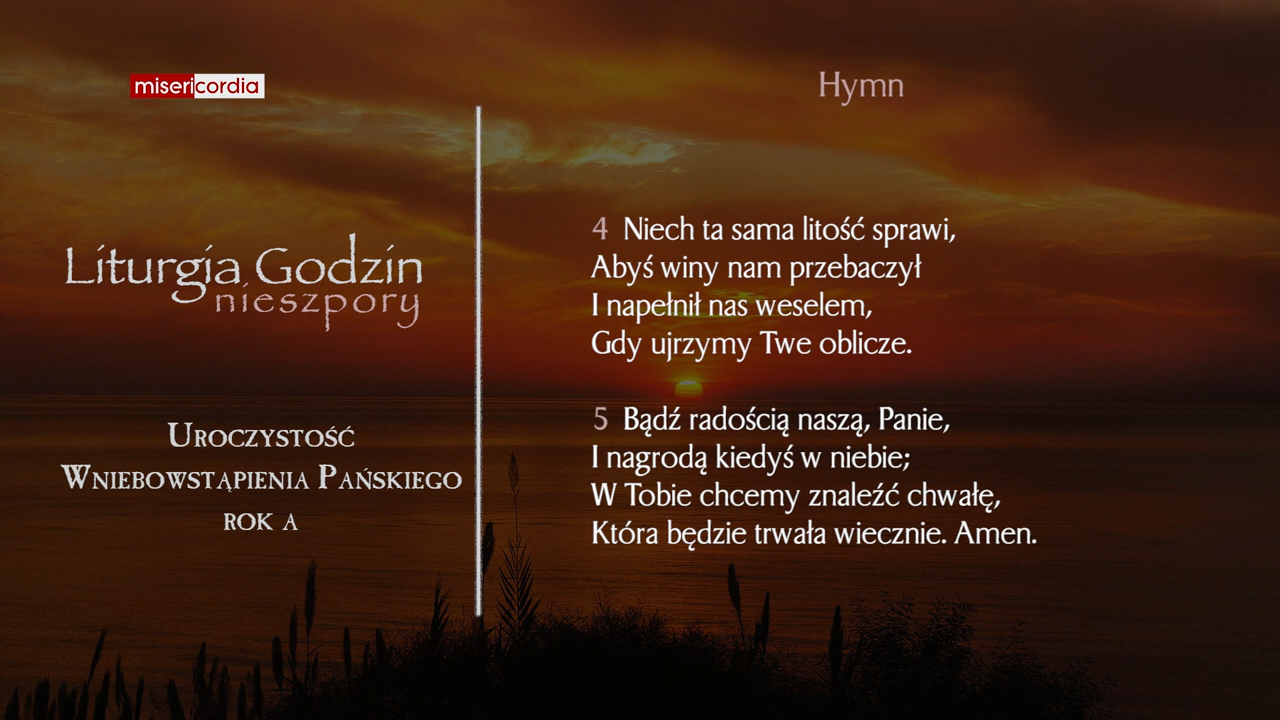 misericordia
Liturgia Godzin
nieszpory
Uroczystość
Wniebowstąpienia Pańskiego
rok A
Hymn
4 Niech ta sama litość sprawi,
Abyś winy nam przebaczył
I napełnił nas weselem,
Gdy ujrzymy Twe oblicze.
5 Bądź radością naszą, Panie,
I nagrodą kiedyś w niebie;
W Tobie chcemy znaleźć chwałę,
Która będzie trwała wiecznie. Amen.